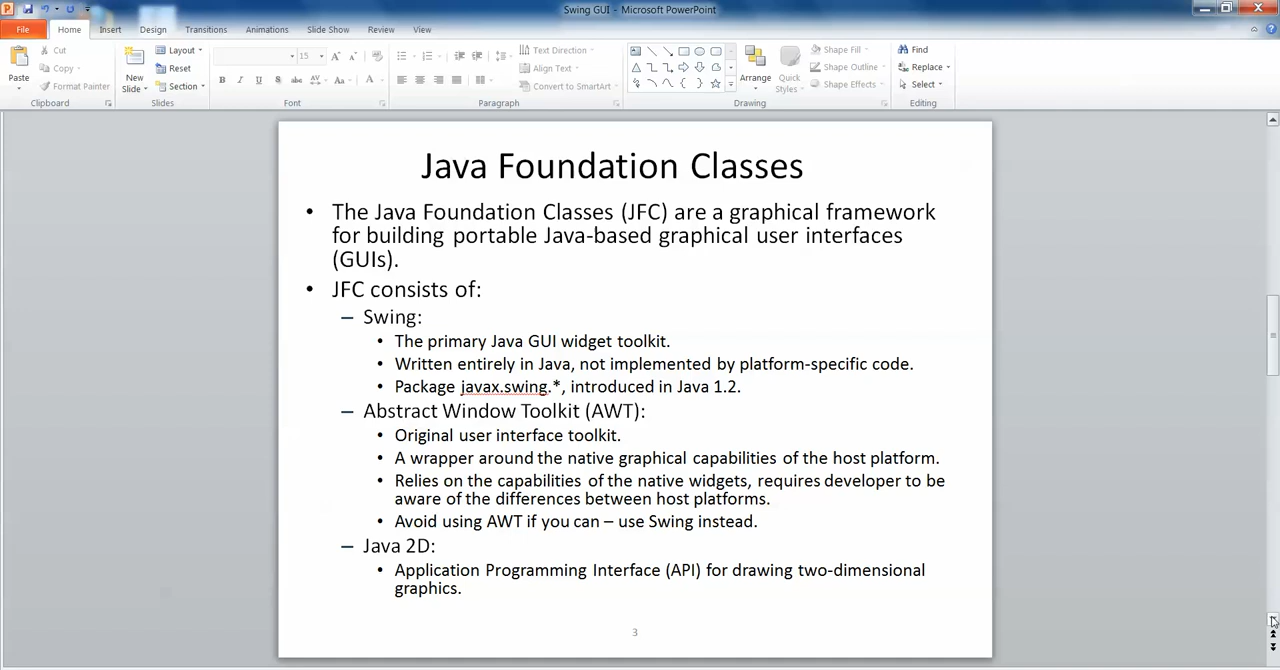 Swing GUI - Microsoft PowerPoint
File Home Insert Design Transitions Animations Slide Show Review View
Paste
Cut
Copy
Format Painter
Clipboard
New
Slide
Layout
Reset
Section
Slides
15
Font
Paragraph
Text Direction
Align Text
Convert to SmartArt
Arrange
Quick
Styles
Shape Fill
Shape Outline
Shape Effects
Drawing
Find
Replace
Select
Editing
Java Foundation Classes
• The Java Foundation Classes (JFC) are a graphical framework
for building portable Java-based graphical user interfaces
(GUIs).
• JFC consists of:
– Swing:
• The primary Java GUI widget toolkit.
• Written entirely in Java, not implemented by platform-specific code.
• Package javax.swing.*, introduced in Java 1.2.
– Abstract Window Toolkit (AWT):
• Original user interface toolkit.
• A wrapper around the native graphical capabilities of the host platform.
• Relies on the capabilities of the native widgets, requires developer to be
aware of the differences between host platforms.
• Avoid using AWT if you can – use Swing instead.
– Java 2D:
• Application Programming Interface (API) for drawing two-dimensional
graphics.
3